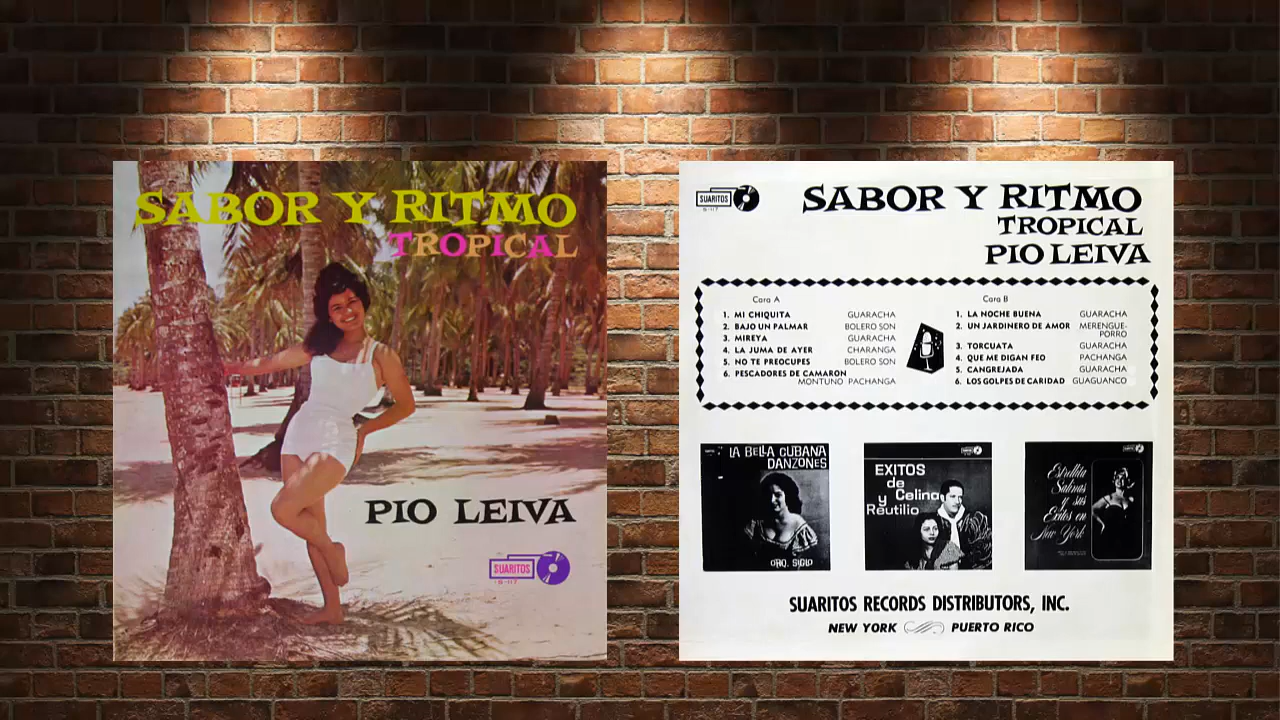 SABOR Y RITMO
TROPICAL
PIO LEIVA
SUARITOS
S-117
SUARITOS
S-117
SABOR Y RITMO
TROPICAL
PIO LEIVA
Cara A
1. MI CHIQUITA GUARACHA
2. BAJO UN PALMAR BOLERO SON
3. MIREYA GUARACHA
4. LA JUMA DE AYER CHARANGA
5. NO TE PREOCUPES BOLERO SON
6. PESCADORES DE CAMARON
MONTUNO PACHANGA
Cara B
1. LA NOCHE BUENA GUARACHA
2. UN JARDINERO DE AMOR MERENGUE-
PORRO
3. TORCUATA GUARACHA
4. QUE ME DIGAN FEO PACHANGA
5. CANGREJADA GUARACHA
6. LOS GOLPES DE CARIDAD GUAGUANCO
LA BELLA CUBANA
DANZONES
ORQ. SIGLO
EXITOS
de
Celina
y
Reutilio
Estrellita
Salinas
y sus
Exitos en
New York
SUARITOS RECORDS DISTRIBUTORS, INC.
NEW YORK PUERTO RICO